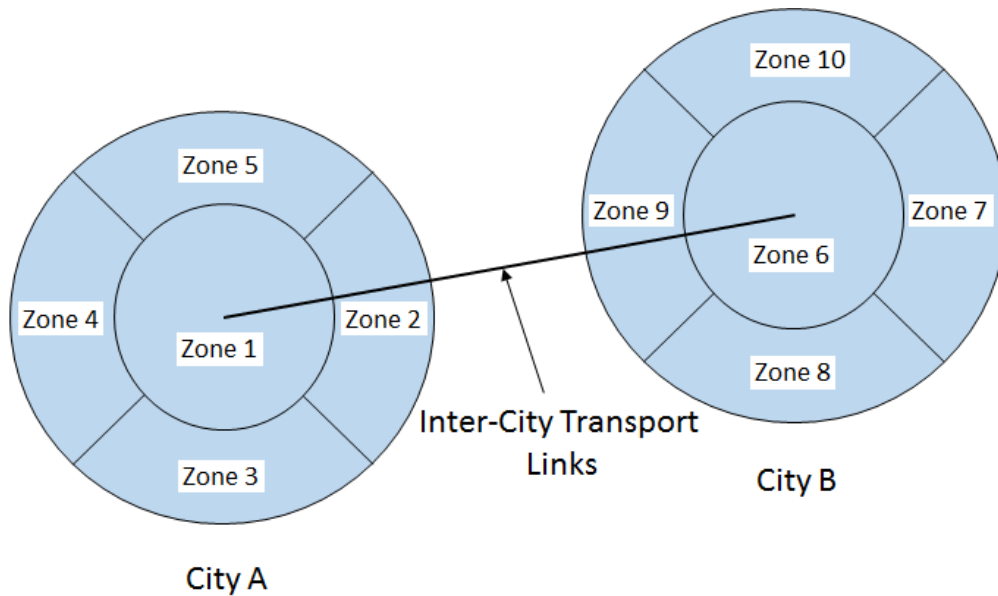 Zone 10
Zone 5
Zone 9
Zone 7
Zone 6
Zone 4
Zone 2
Zone 1
Zone 8
Inter-City Transport
Links
Zone 3
City B
City A